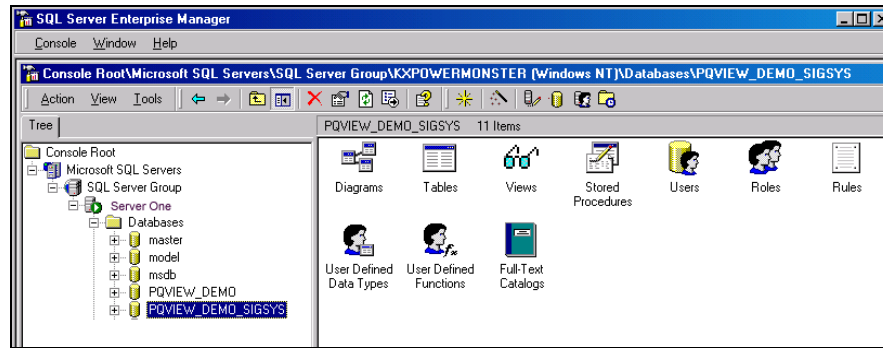 SQL Server Enterprise Manager
Console Window Help
Console Root\Microsoft SQL Servers\SQL Server Group\KXPOWERMONSTER (Windows NT)\Databases\PQVIEW_DEMO_SIGSYS
Action View Tools
Tree
PQVIEW_DEMO_SIGSYS 11 Items
Console Root
Microsoft SQL Servers
SQL Server Group
Server One
Databases
master
model
msdb
PQVIEW_DEMO
PQVIEW_DEMO_SIGSYS
Diagrams
Tables
Views
Stored
Procedures
Users
Roles
Rules
User Defined
Data Types
User Defined
Functions
Full-Text
Catalogs